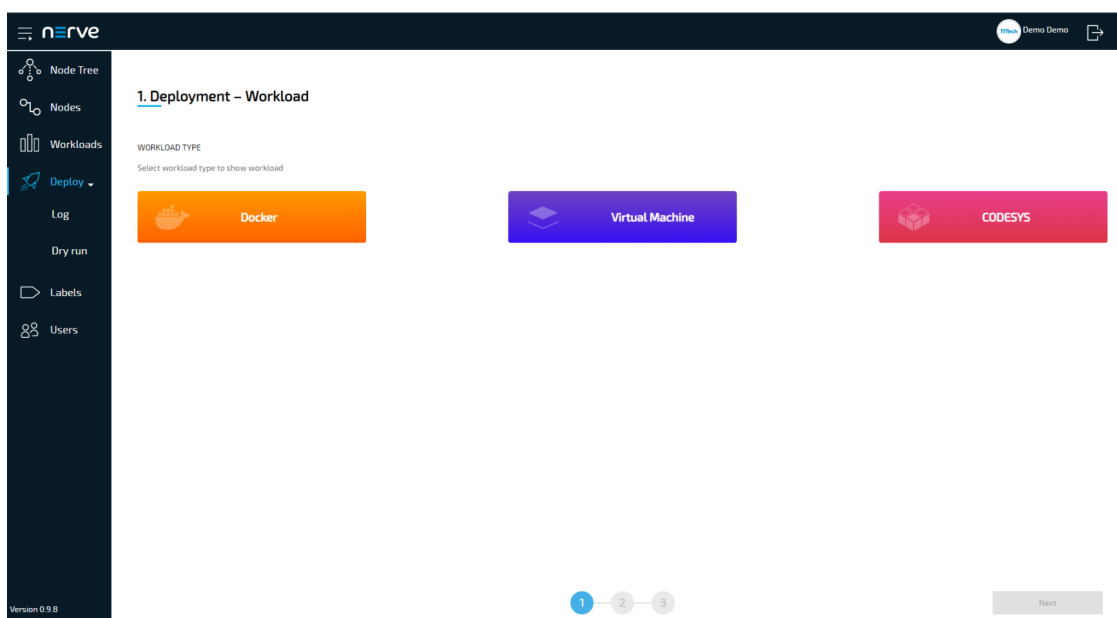 nerve
TTTech Demo Demo
Node Tree
Nodes
Workloads
Deploy
Log
Dry run
Labels
Users
Version 0.9.8
1. Deployment – Workload
WORKLOAD TYPE
Select workload type to show workload
Docker
Virtual Machine
CODESYS
1 2 3
Next